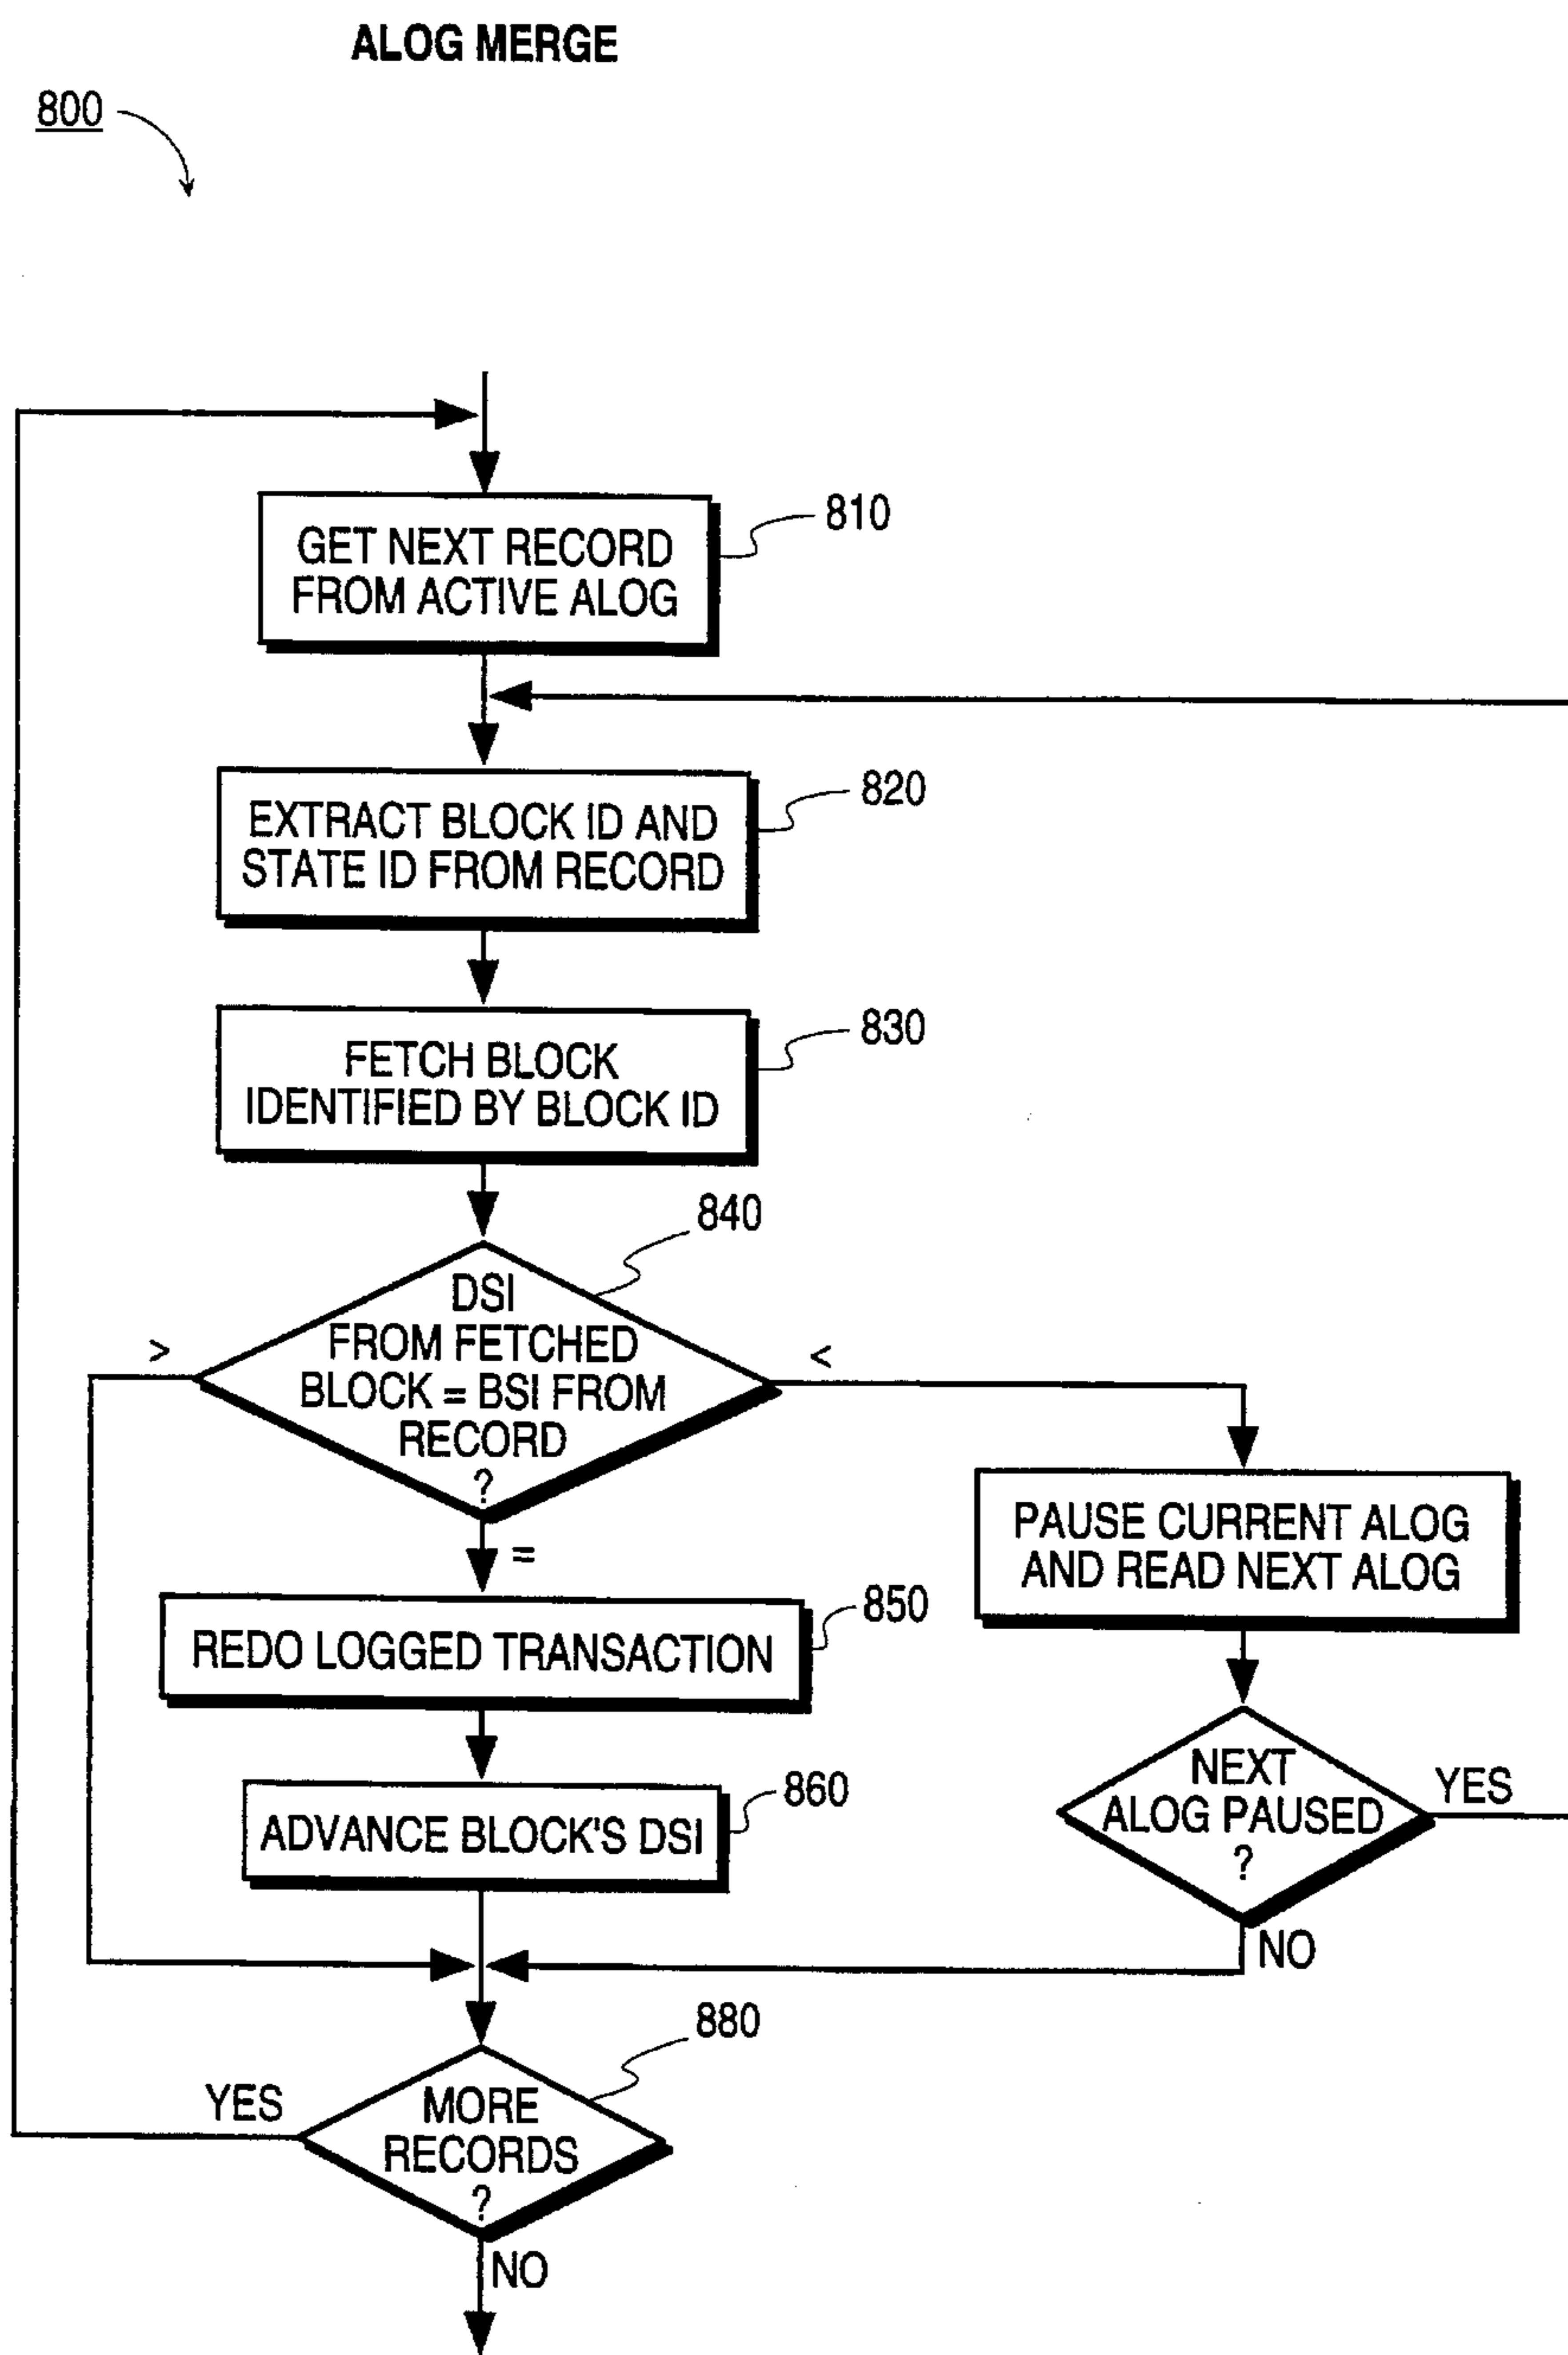 ALOG MERGE
800
GET NEXT RECORD
FROM ACTIVE ALOG
810
EXTRACT BLOCK ID AND
STATE ID FROM RECORD
820
FETCH BLOCK
IDENTIFIED BY BLOCK ID
830
840
DSI
FROM FETCHED
BLOCK = BSI FROM
RECORD
?
>
<
=
PAUSE CURRENT ALOG
AND READ NEXT ALOG
REDO LOGGED TRANSACTION
850
NEXT
ALOG PAUSED
?
YES
NO
ADVANCE BLOCK'S DSI
860
880
MORE
RECORDS
?
YES
NO